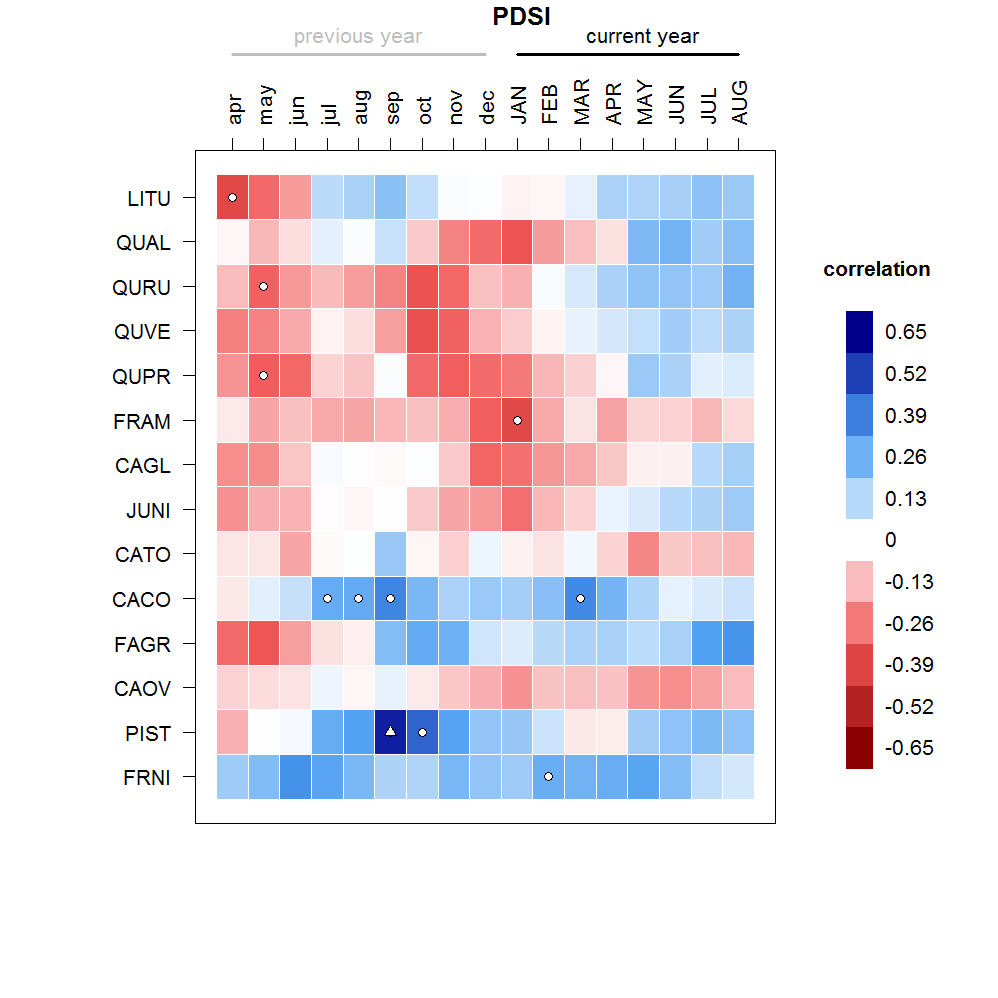 PDSI
previous year current year
apr may jun jul aug sep oct nov dec JAN FEB MAR APR MAY JUN JUL AUG
LITU
QUAL
QURU
QUVE
QUPR
FRAM
CAGL
JUNI
CATO
CACO
FAGR
CAOV
PIST
FRNI
correlation
0.65
0.52
0.39
0.26
0.13
0
-0.13
-0.26
-0.39
-0.52
-0.65